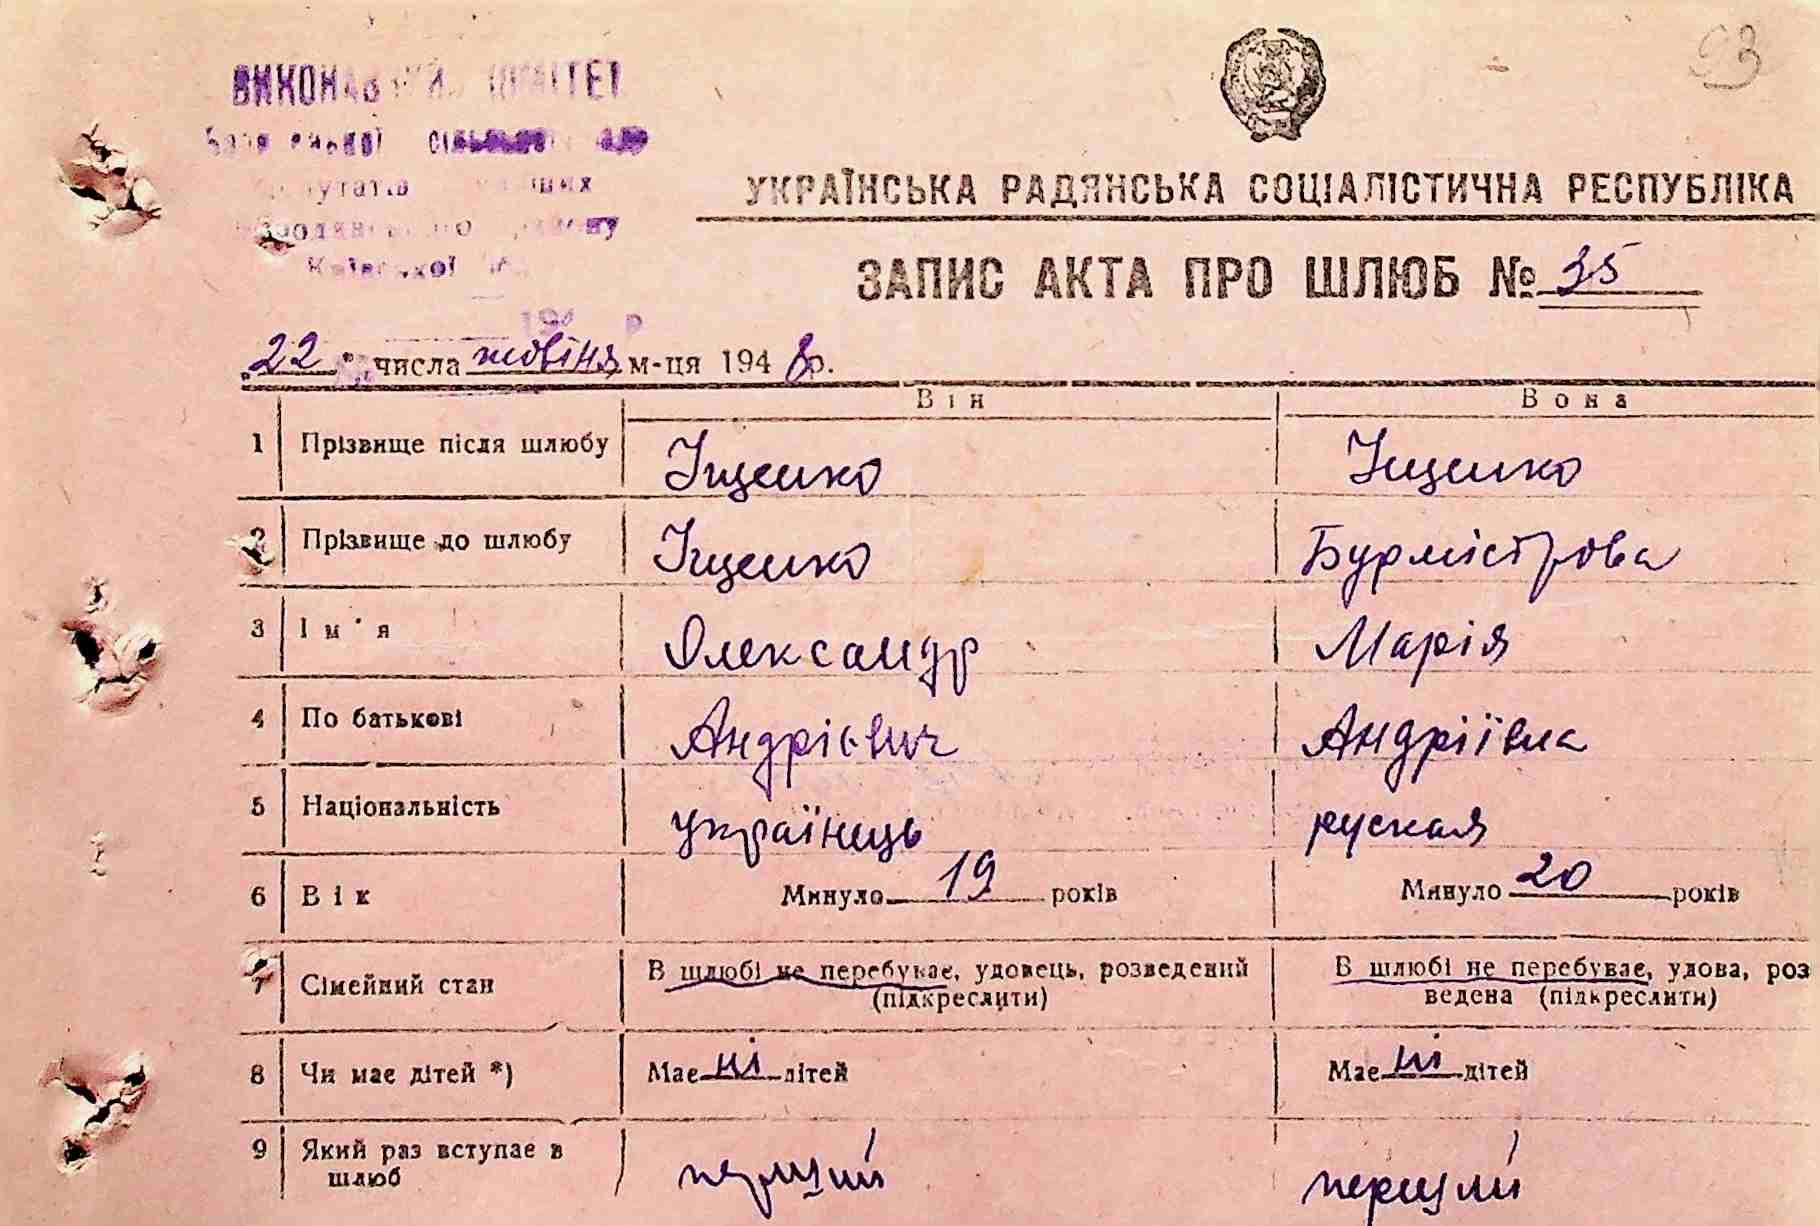 93
ВИКОНАВЧИЙ КОМІТЕТ
депутатів
Київської
УКРАЇНСЬКА РАДЯНСЬКА СОЦІАЛІСТИЧНА РЕСПУБЛІКА
ЗАПИС АКТА ПРО ШЛЮБ № 35
"22" числа жовтня м-ця 1948 р.
Він Вона
1 Прізвище після шлюбу Іщенко Іщенко
2 Прізвище до шлюбу Іщенко Бурмістрова
3 Ім'я Олександр Марія
4 По батькові Андрієвич Андріївна
5 Національність українець руская
6 Вік Минуло 19 років Минуло 20 років
7 Сімейний стан В шлюбі не перебуває, удовець, розведений (підкреслити) В шлюбі не перебуває, удова, розведена (підкреслити)
8 Чи має дітей *) Має ні дітей Має ні дітей
9 Який раз вступає в шлюб перший перший